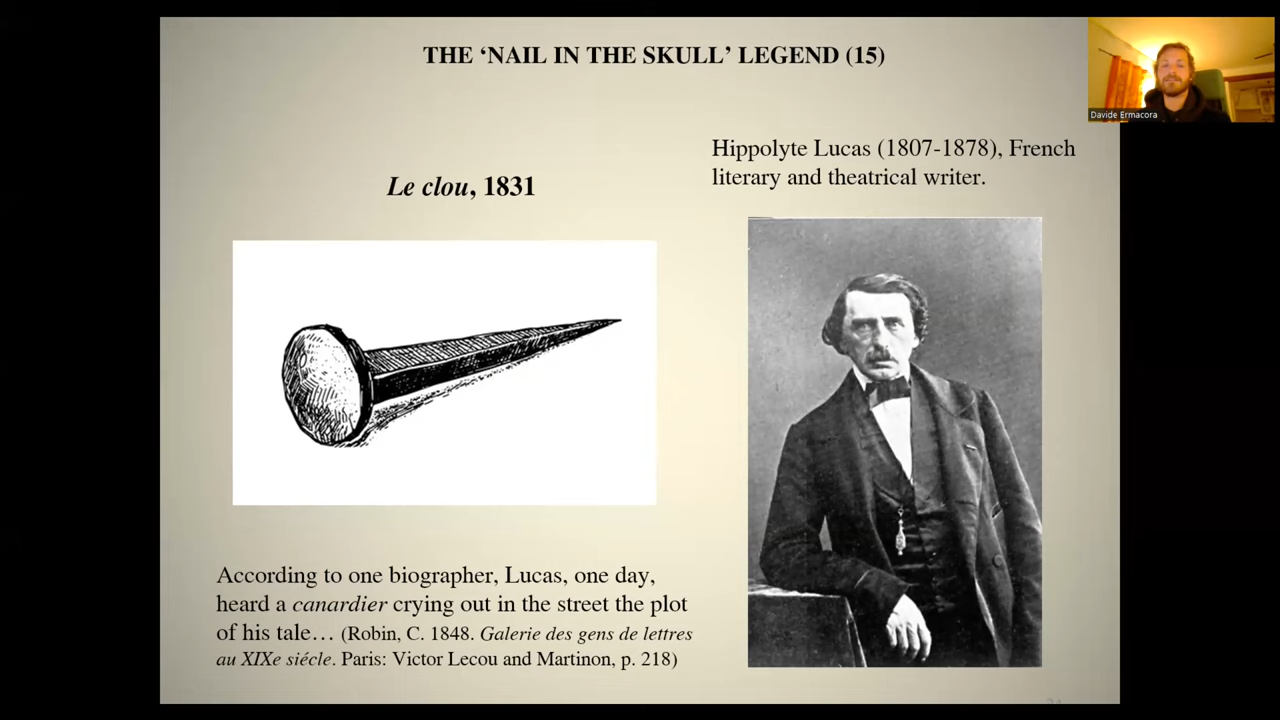 THE ‘NAIL IN THE SKULL’ LEGEND (15)
Davide Ermacora
Hippolyte Lucas (1807-1878), French
literary and theatrical writer.
Le clou, 1831
According to one biographer, Lucas, one day,
heard a canardier crying out in the street the plot
of his tale… (Robin, C. 1848. Galerie des gens de lettres
au XIXe siécle. Paris: Victor Lecou and Martinon, p. 218)